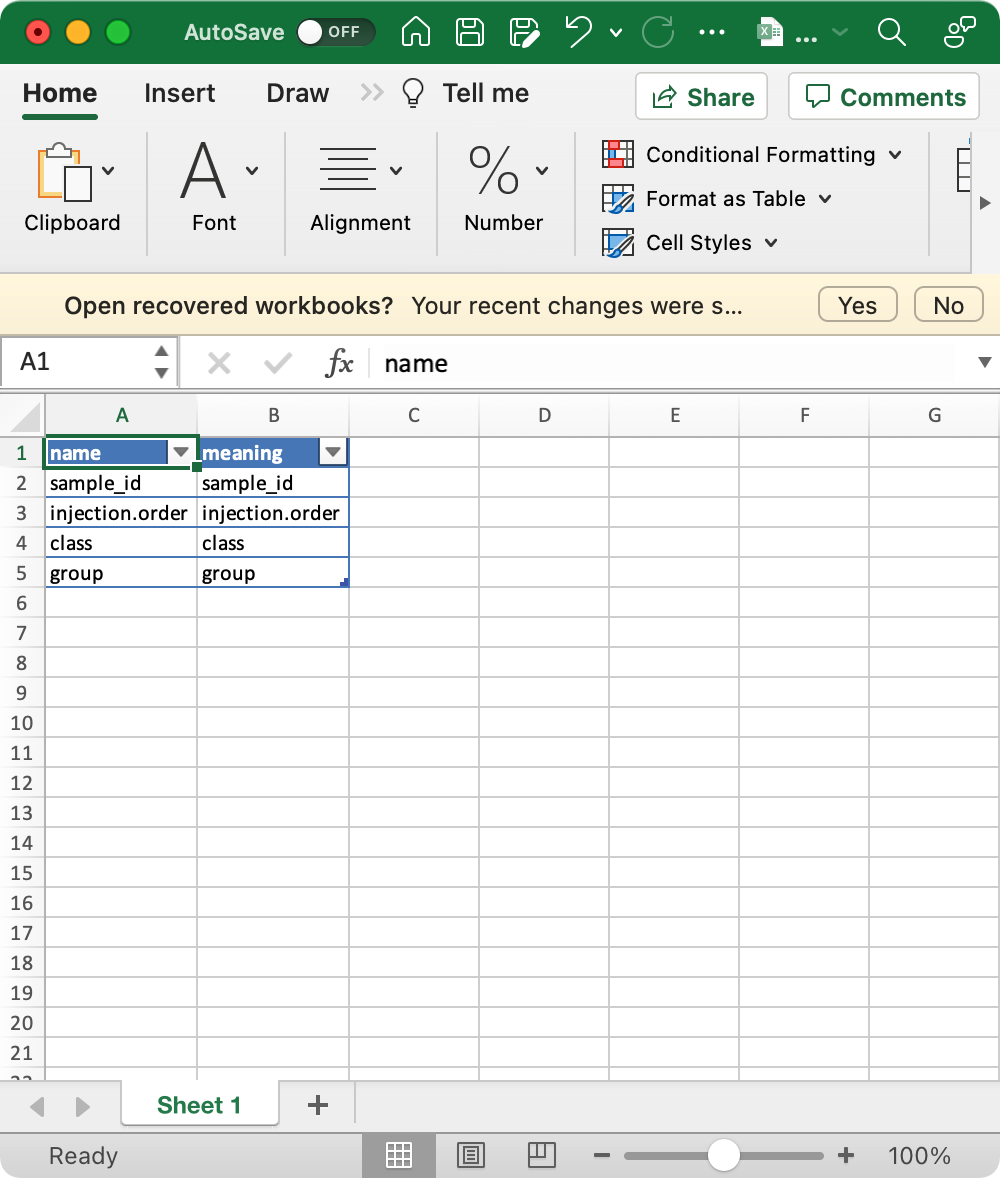 AutoSave OFF
Home Insert Draw Tell me Share Comments
Clipboard Font Alignment Number
Conditional Formatting
Format as Table
Cell Styles
Open recovered workbooks? Your recent changes were s... Yes No
A1 fx name
A B C D E F G
1 name meaning
2 sample_id sample_id
3 injection.order injection.order
4 class class
5 group group
6
7
8
9
10
11
12
13
14
15
16
17
18
19
20
21
Sheet 1
Ready 100%